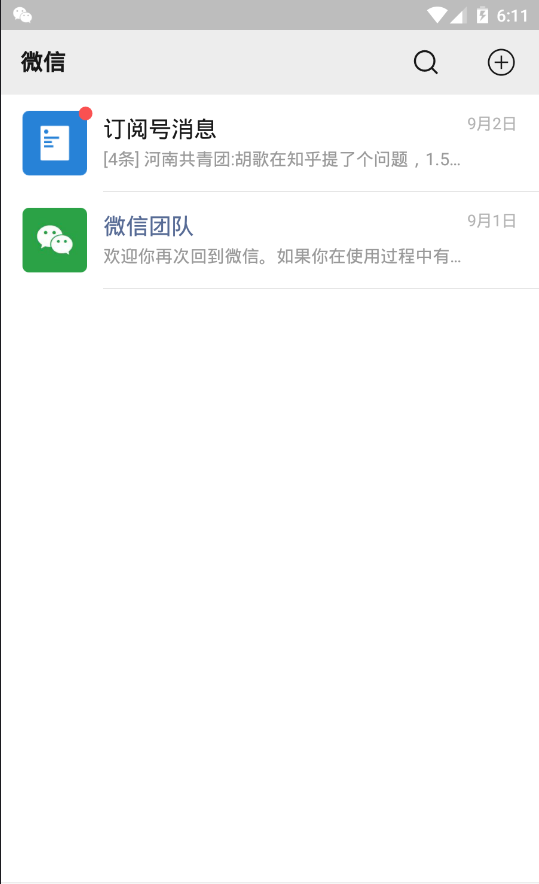 6:11
微信
订阅号消息
9月2日
[4条] 河南共青团:胡歌在知乎提了个问题，1.5...
微信团队
9月1日
欢迎你再次回到微信。如果你在使用过程中有...